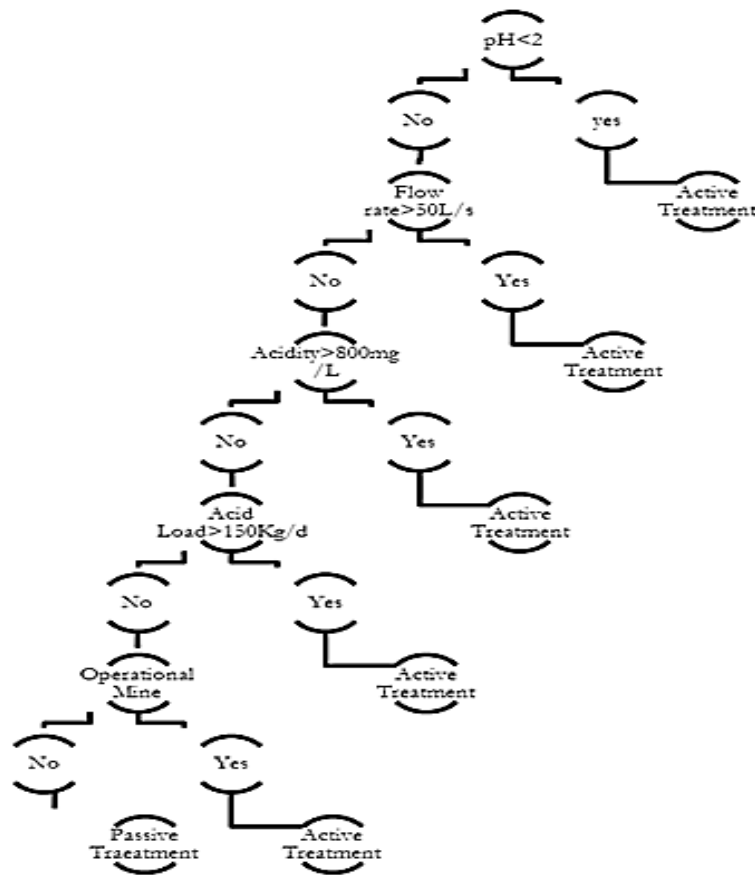 pH<2
No
yes
Flow
rate>50L/s
Active
Treatment
No
Yes
Acidity>800mg
/L
Active
Treatment
No
Yes
Acid
Load>150Kg/d
Active
Treatment
No
Yes
Operational
Mine
Active
Treatment
No
Yes
Passive
Traeatment
Active
Treatment